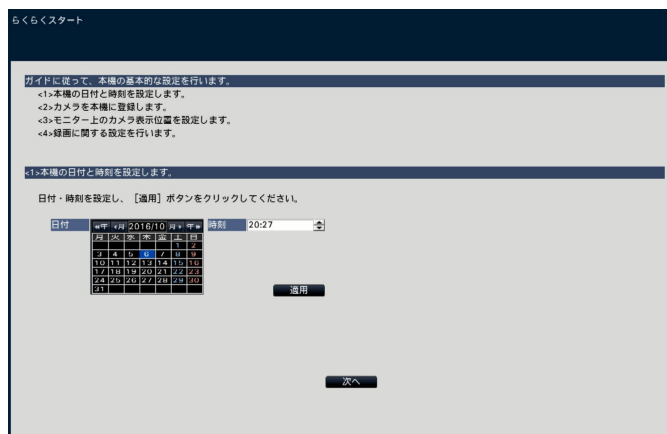 らくらくスタート
ガイドに従って、本機の基本的な設定を行います。
<1>本機の日付と時刻を設定します。
<2>カメラを本機に登録します。
<3>モニター上のカメラ表示位置を設定します。
<4>録画に関する設定を行います。
<1>本機の日付と時刻を設定します。
日付・時刻を設定し、［適用］ボタンをクリックしてください。
日付 «年 ‹月 2016/10 月› 年» 時刻 20:27
月 火 水 木 金 土 日
1 2
3 4 5 6 7 8 9
10 11 12 13 14 15 16
17 18 19 20 21 22 23
24 25 26 27 28 29 30
31
適用
次へ